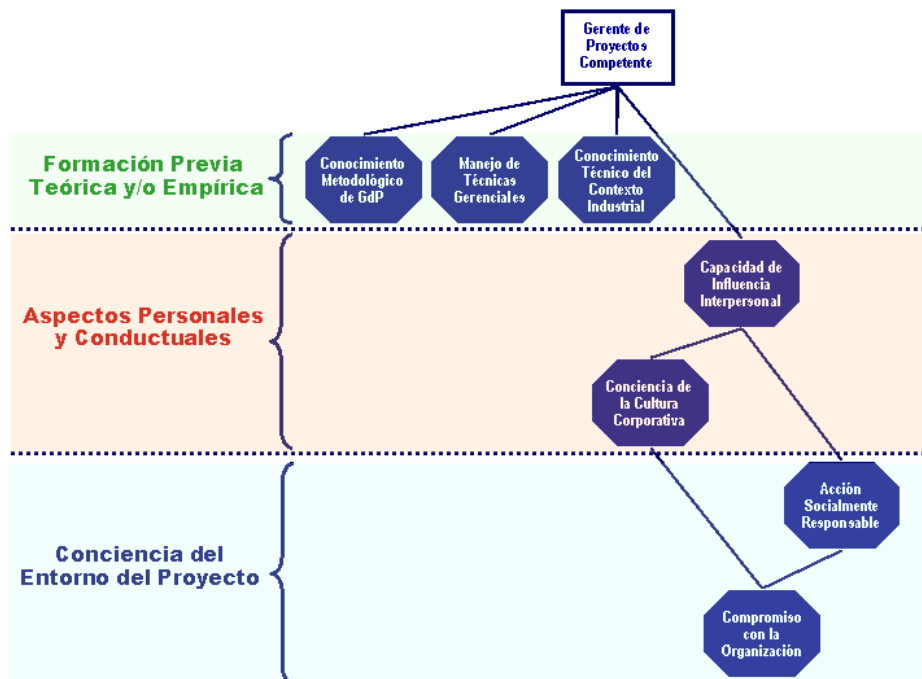 Gerente de
Proyectos
Competente
Formación Previa
Teórica y/o Empírica
Conocimiento
Metodológico
de GdP
Manejo de
Técnicas
Gerenciales
Conocimiento
Técnico del
Contexto
Industrial
Aspectos Personales
y Conductuales
Capacidad de
Influencia
Interpersonal
Conciencia de
la Cultura
Corporativa
Conciencia del
Entorno del Proyecto
Acción
Socialmente
Responsable
Compromiso
con la
Organización